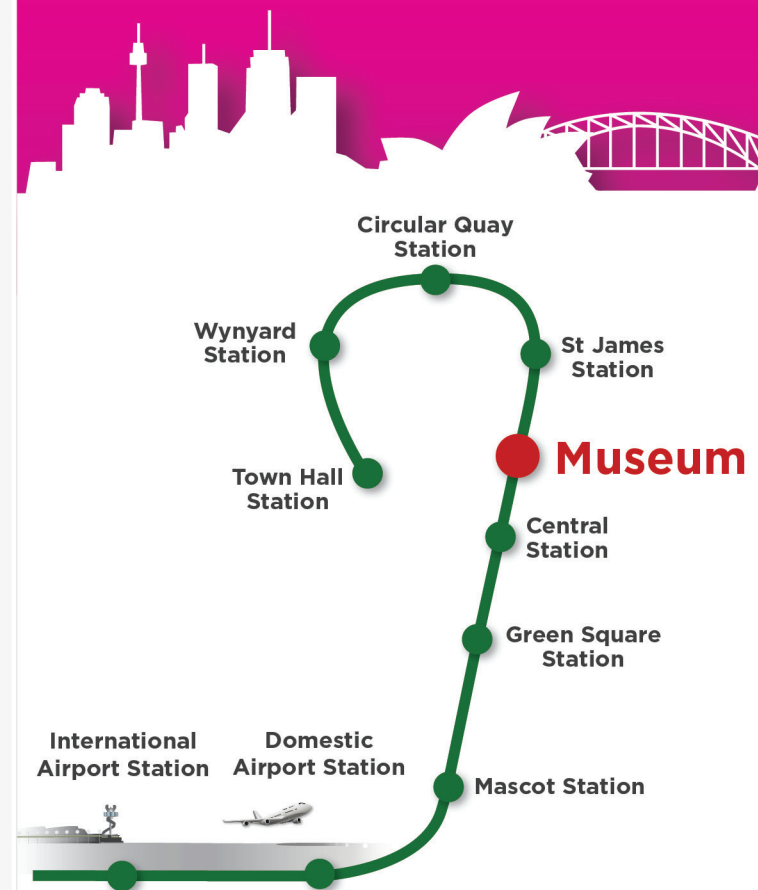 Circular Quay
Station
Wynyard
Station
St James
Station
Museum
Town Hall
Station
Central
Station
Green Square
Station
International
Airport Station
Domestic
Airport Station
Mascot Station